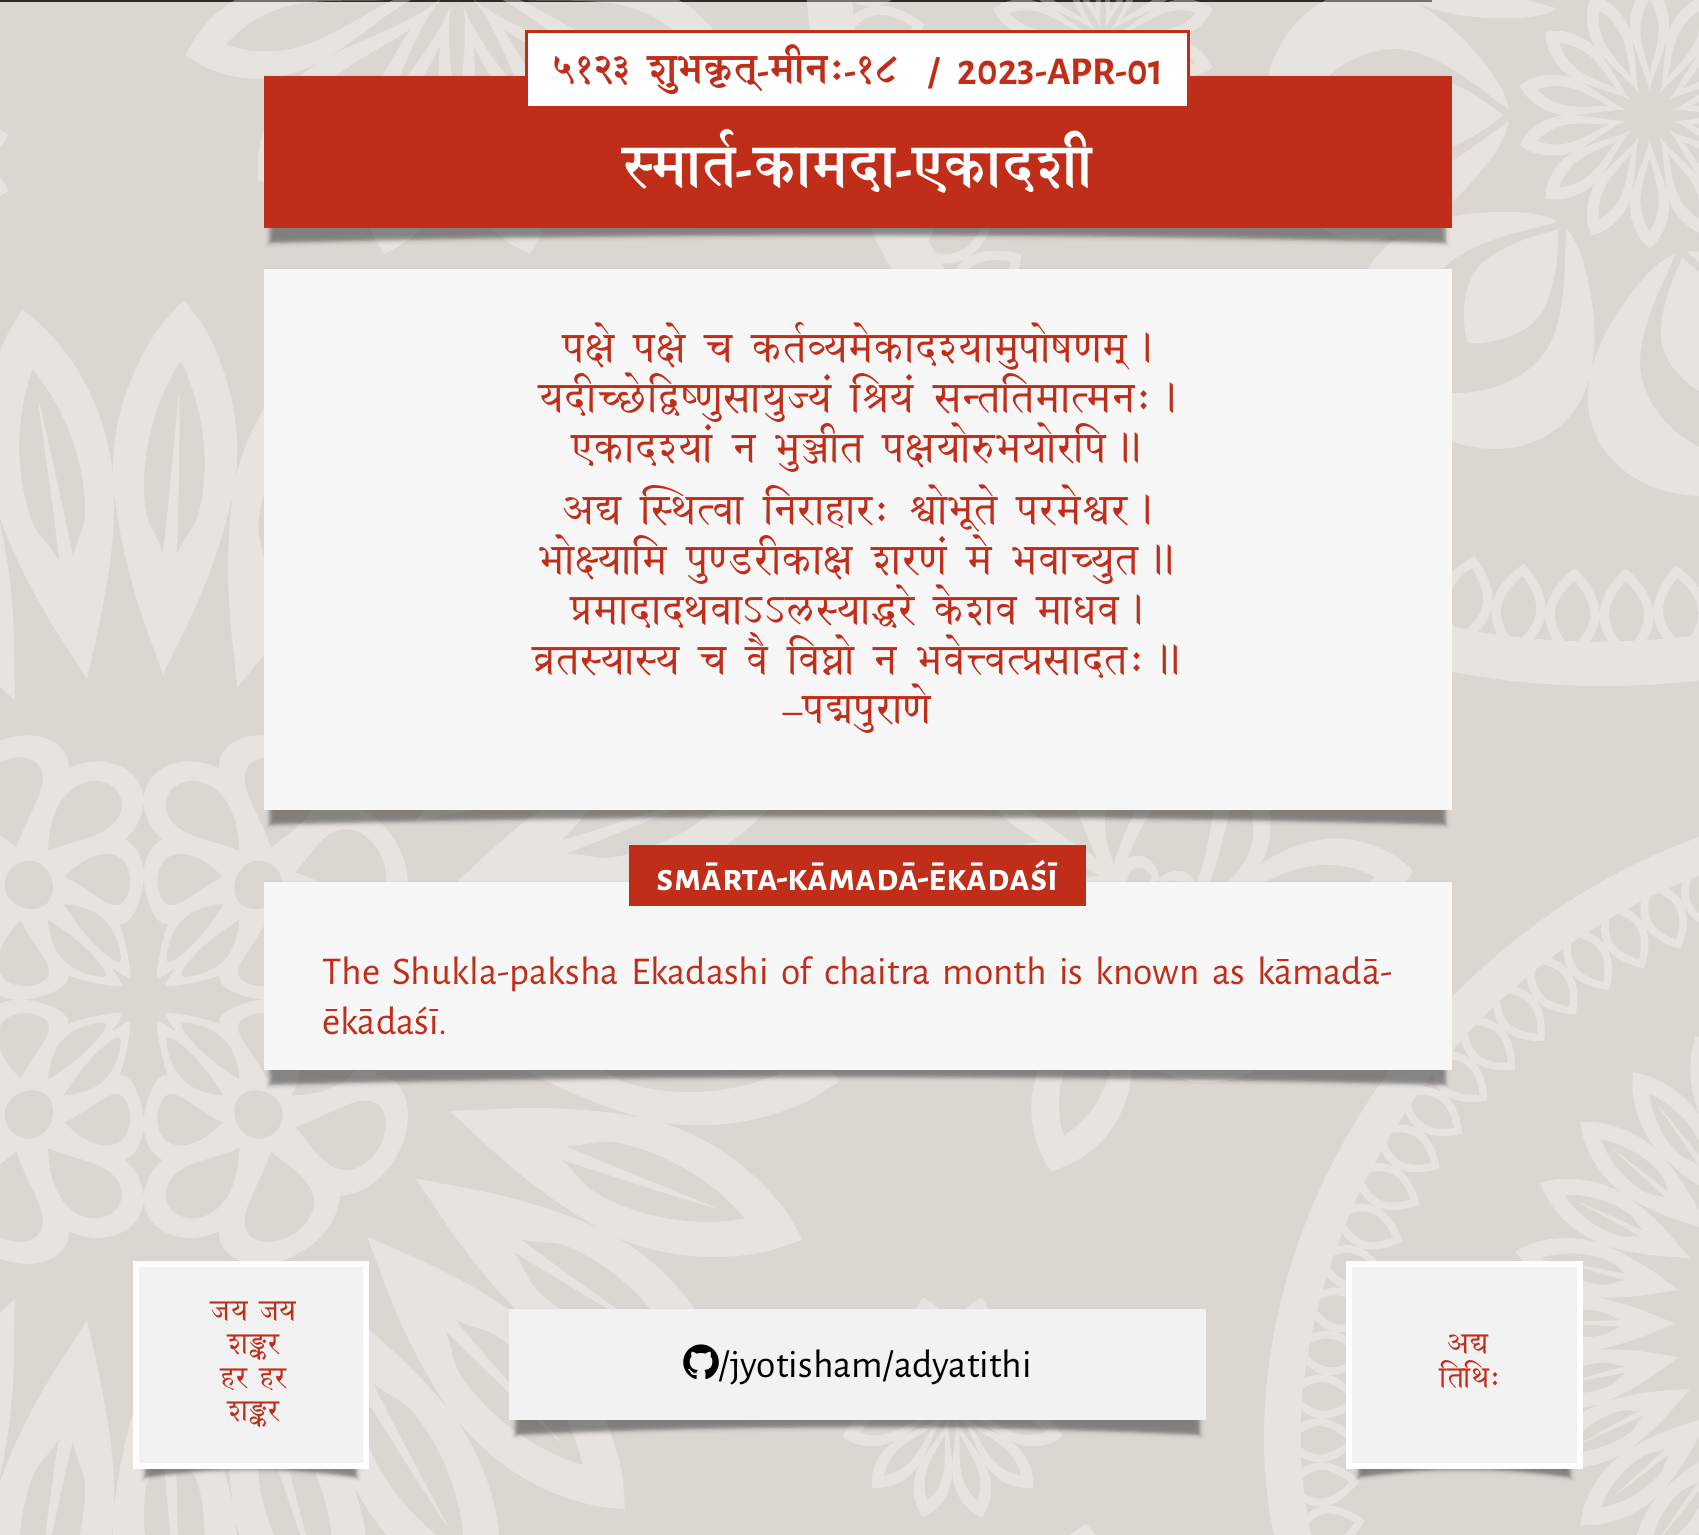 ५१२३ शुभकृत्-मीनः-१८ / 2023-APR-01
स्मार्त-कामदा-एकादशी
पक्षे पक्षे च कर्तव्यमेकादश्यामुपोषणम्।
यदीच्छेद्विष्णुसायुज्यं श्रियं सन्ततिमात्मनः।
एकादश्यां न भुञ्जीत पक्षयोरुभयोरपि॥
अद्य स्थित्वा निराहारः श्वोभूते परमेश्वर।
भोक्ष्यामि पुण्डरीकाक्ष शरणं मे भवाच्युत॥
प्रमादादथवाऽऽलस्याद्धरे केशव माधव।
व्रतस्यास्य च वै विघ्नो न भवेत्त्वत्प्रसादतः॥
–पद्मपुराणे
SMĀRTA-KĀMADĀ-ĒKĀDAŚĪ
The Shukla-paksha Ekadashi of chaitra month is known as kāmadā-
ēkādaśī.
जय जय
शङ्कर
हर हर
शङ्कर
/jyotisham/adyatithi
अद्य
तिथिः